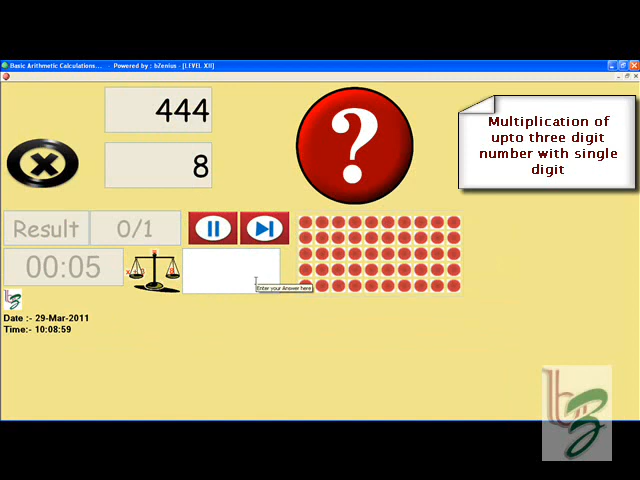 Basic Arithmetic Calculations... - Powered by : bZenius - [LEVEL XII]
444
8
?
Multiplication of
upto three digit
number with single
digit
Result
0/1
00:05
Enter your Answer here
Date :- 29-Mar-2011
Time:- 10:08:59
bz